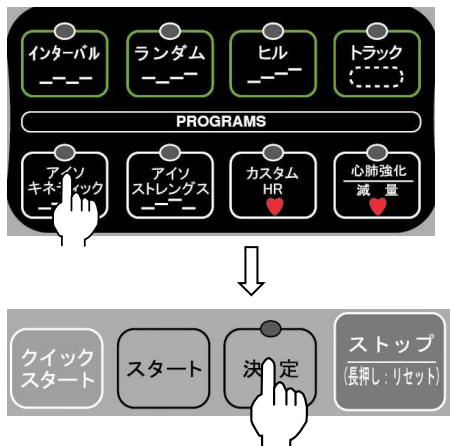 インターバル
ランダム
ヒル
トラック
PROGRAMS
アイソ
キネティック
アイソ
ストレングス
カスタム
HR
心肺強化
減 量
クイック
スタート
スタート
決 定
ストップ
(長押し：リセット)